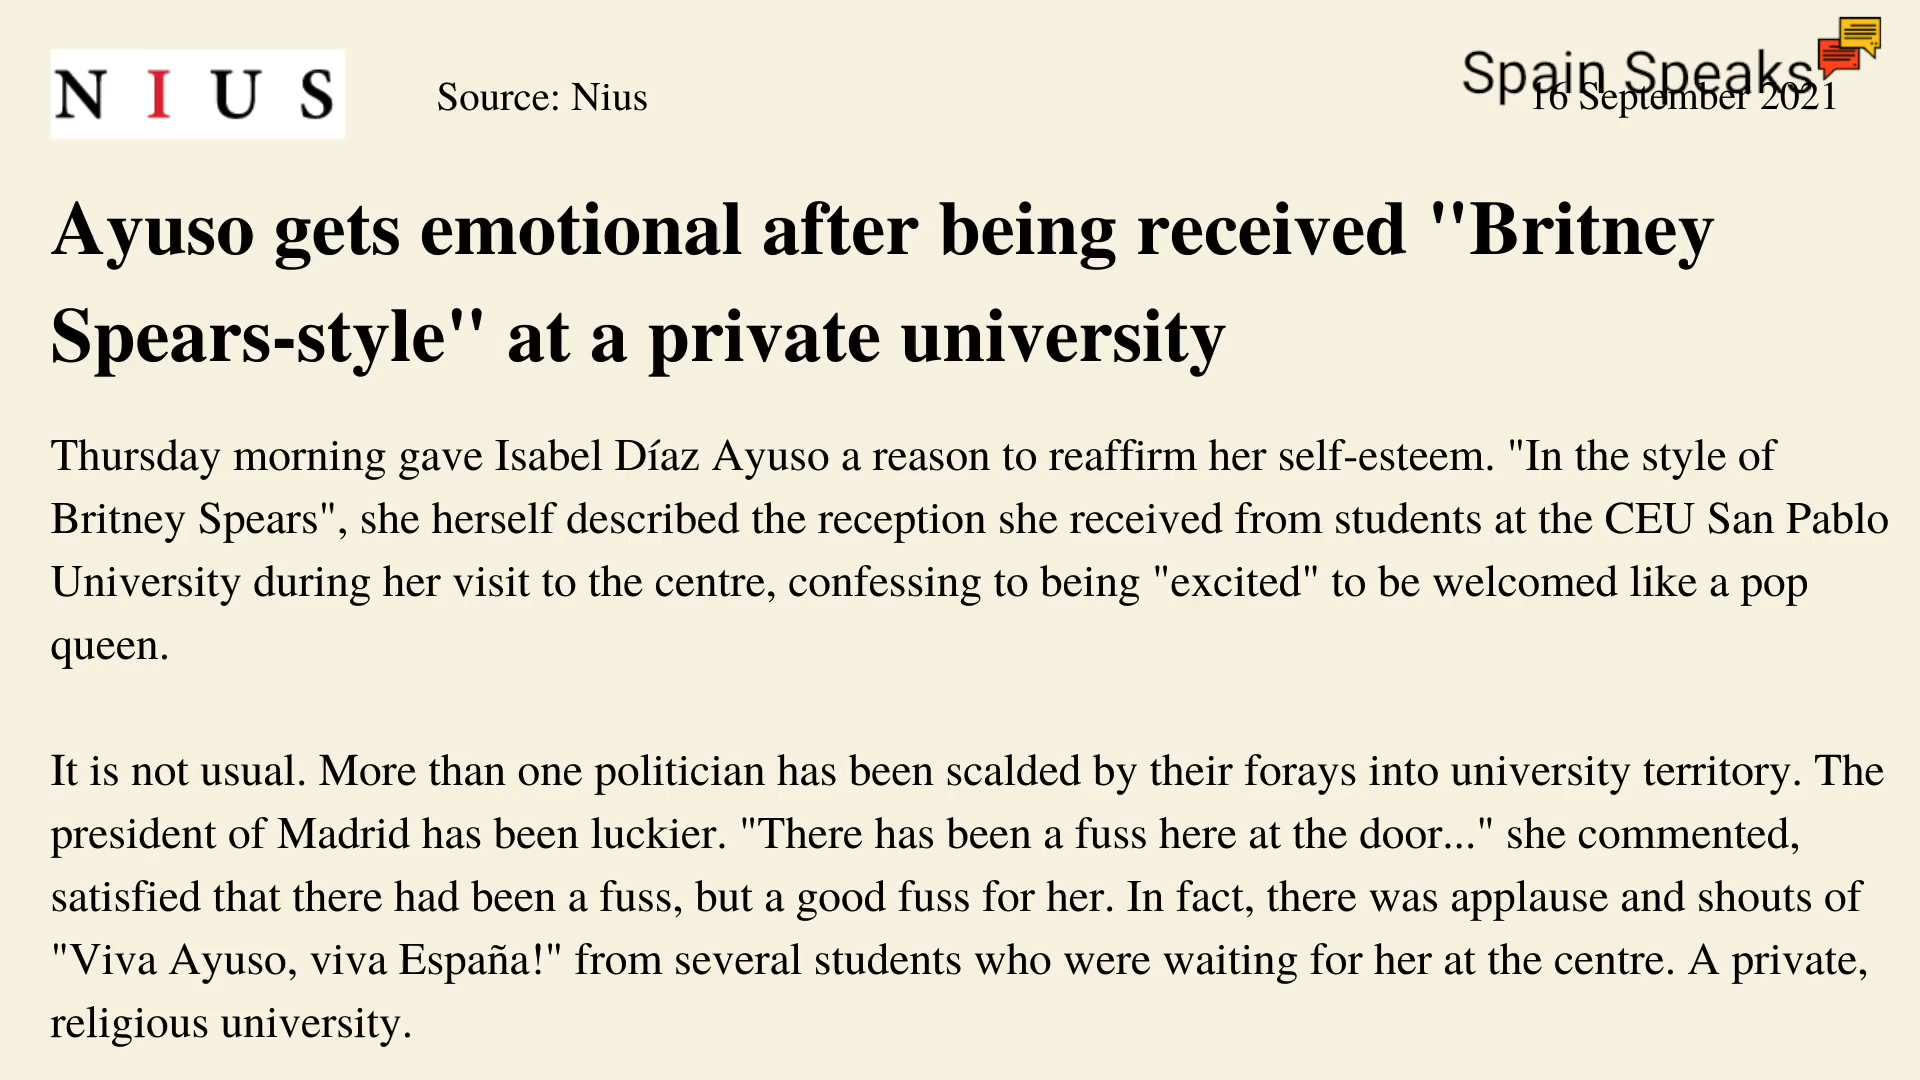 NIUS
Source: Nius
Spain Speaks
16 September 2021
Ayuso gets emotional after being received "Britney
Spears-style" at a private university
Thursday morning gave Isabel Díaz Ayuso a reason to reaffirm her self-esteem. "In the style of
Britney Spears", she herself described the reception she received from students at the CEU San Pablo
University during her visit to the centre, confessing to being "excited" to be welcomed like a pop
queen.
It is not usual. More than one politician has been scalded by their forays into university territory. The
president of Madrid has been luckier. "There has been a fuss here at the door..." she commented,
satisfied that there had been a fuss, but a good fuss for her. In fact, there was applause and shouts of
"Viva Ayuso, viva España!" from several students who were waiting for her at the centre. A private,
religious university.